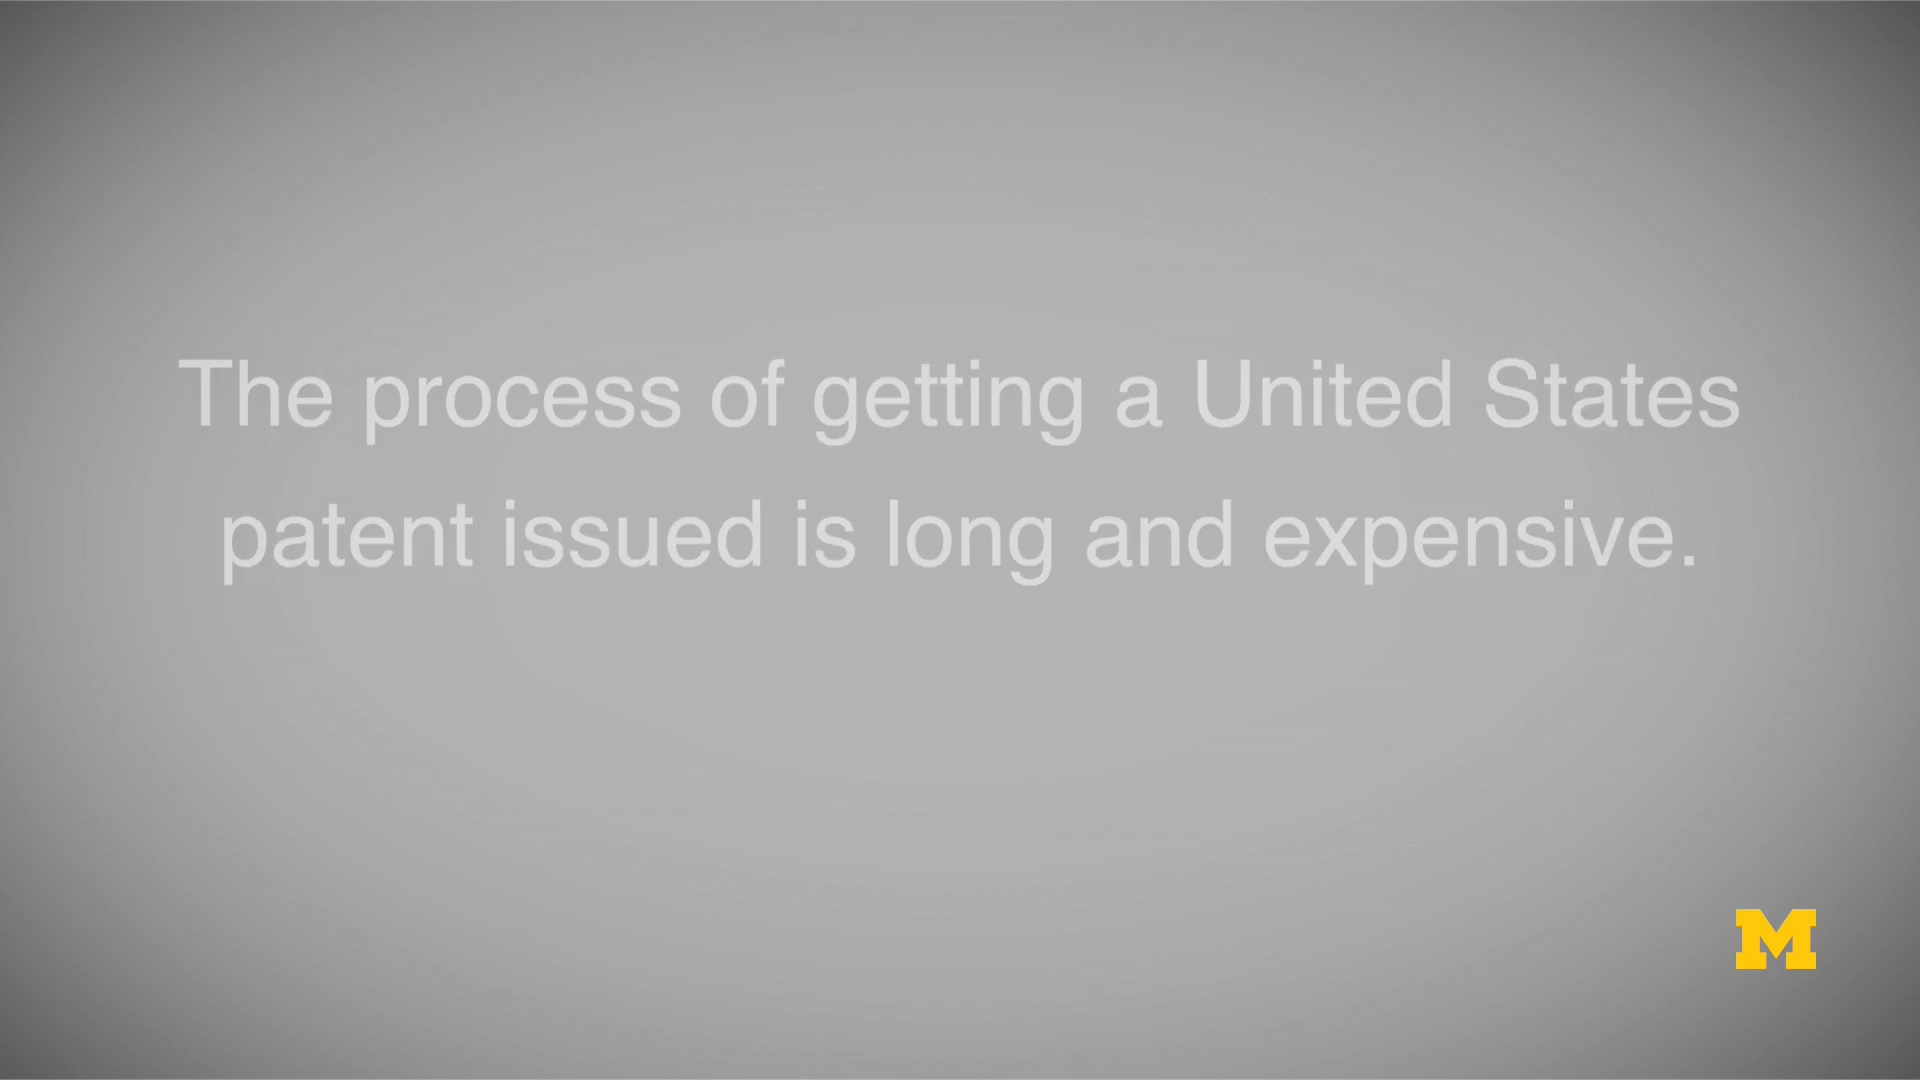 The process of getting a United States
patent issued is long and expensive.
M